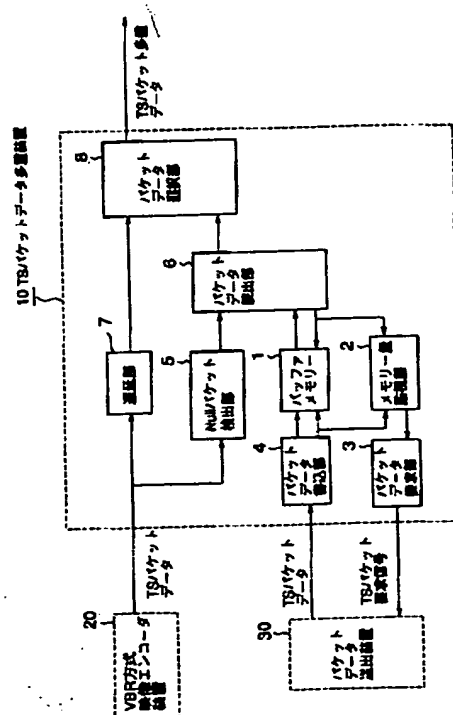 10 TSパケットデータ多重装置
20
VBR方式
映像エンコーダ
装置
TSパケット
データ
7
遅延部
5
Nullパケット
検出部
8
パケット
データ
選択部
TSパケット多重
データ
6
パケット
データ
読出部
1
バッファ
メモリー
2
メモリー量
監視部
4
パケット
データ
書込部
3
パケット
データ
要求部
TSパケット
データ
TSパケット
要求信号
30
パケット
データ
送出装置